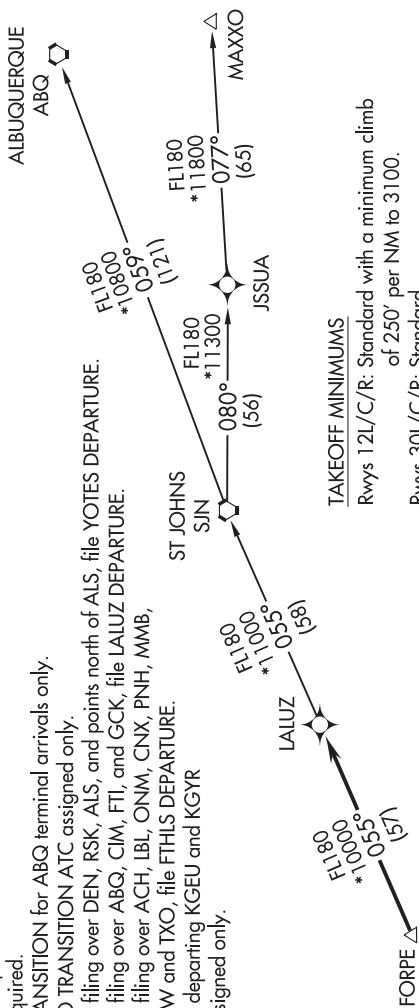 quired.
ANSITION for ABQ terminal arrivals only.
TRANSITION ATC assigned only.
filing over DEN, RSK, ALS, and points north of ALS, file YOTES DEPARTURE.
filing over ABQ, CIM, FTI, and GCK, file LALUZ DEPARTURE.
filing over ACH, LBL, ONM, CNX, PNH, MMB,
W and TXO, file FTHLS DEPARTURE.
departing KGEU and KGYR
signed only.
ALBUQUERQUE
ABQ
FL180
*10800
059°
(121)
MAXXO
FL180
*11800
077°
(65)
JSSUA
FL180
*11300
080°
(56)
ST JOHNS
SJN
FL180
*11000
055°
(58)
LALUZ
FL180
*10000
055°
(57)
FORPE
TAKEOFF MINIMUMS
Rwys 12L/C/R: Standard with a minimum climb
of 250' per NM to 3100.
Rwys 30L/C/R: Standard